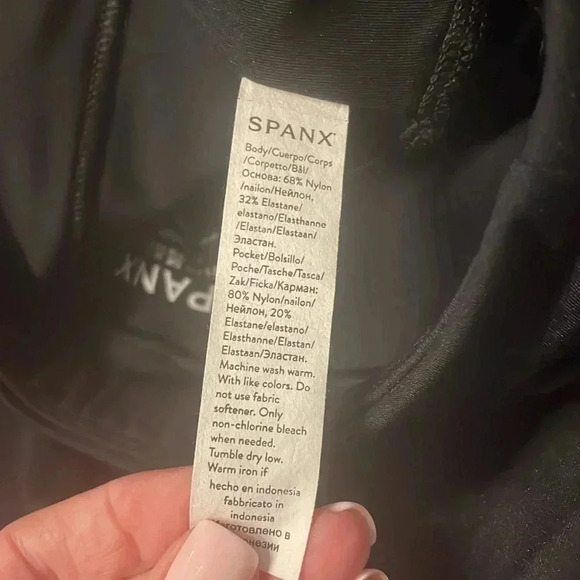 SPANX
Body/Cuerpo/Corps
/Corpetto/Bål/
Основа: 68% Nylon
/nailon/Нейлон,
32% Elastane/
elastano/Elasthanne
/Elastan/Elastaan/
Эластан.
Pocket/Bolsillo/
Poche/Tasche/Tasca/
Zak/Ficka/Карман:
80% Nylon/nailon/
Нейлон, 20%
Elastane/elastano/
Elasthanne/Elastan/
Elastaan/Эластан.
Machine wash warm.
With like colors. Do
not use fabric
softener. Only
non-chlorine bleach
when needed.
Tumble dry low.
Warm iron if
hecho en indonesia
fabbricato in
indonesia
в
SPANX